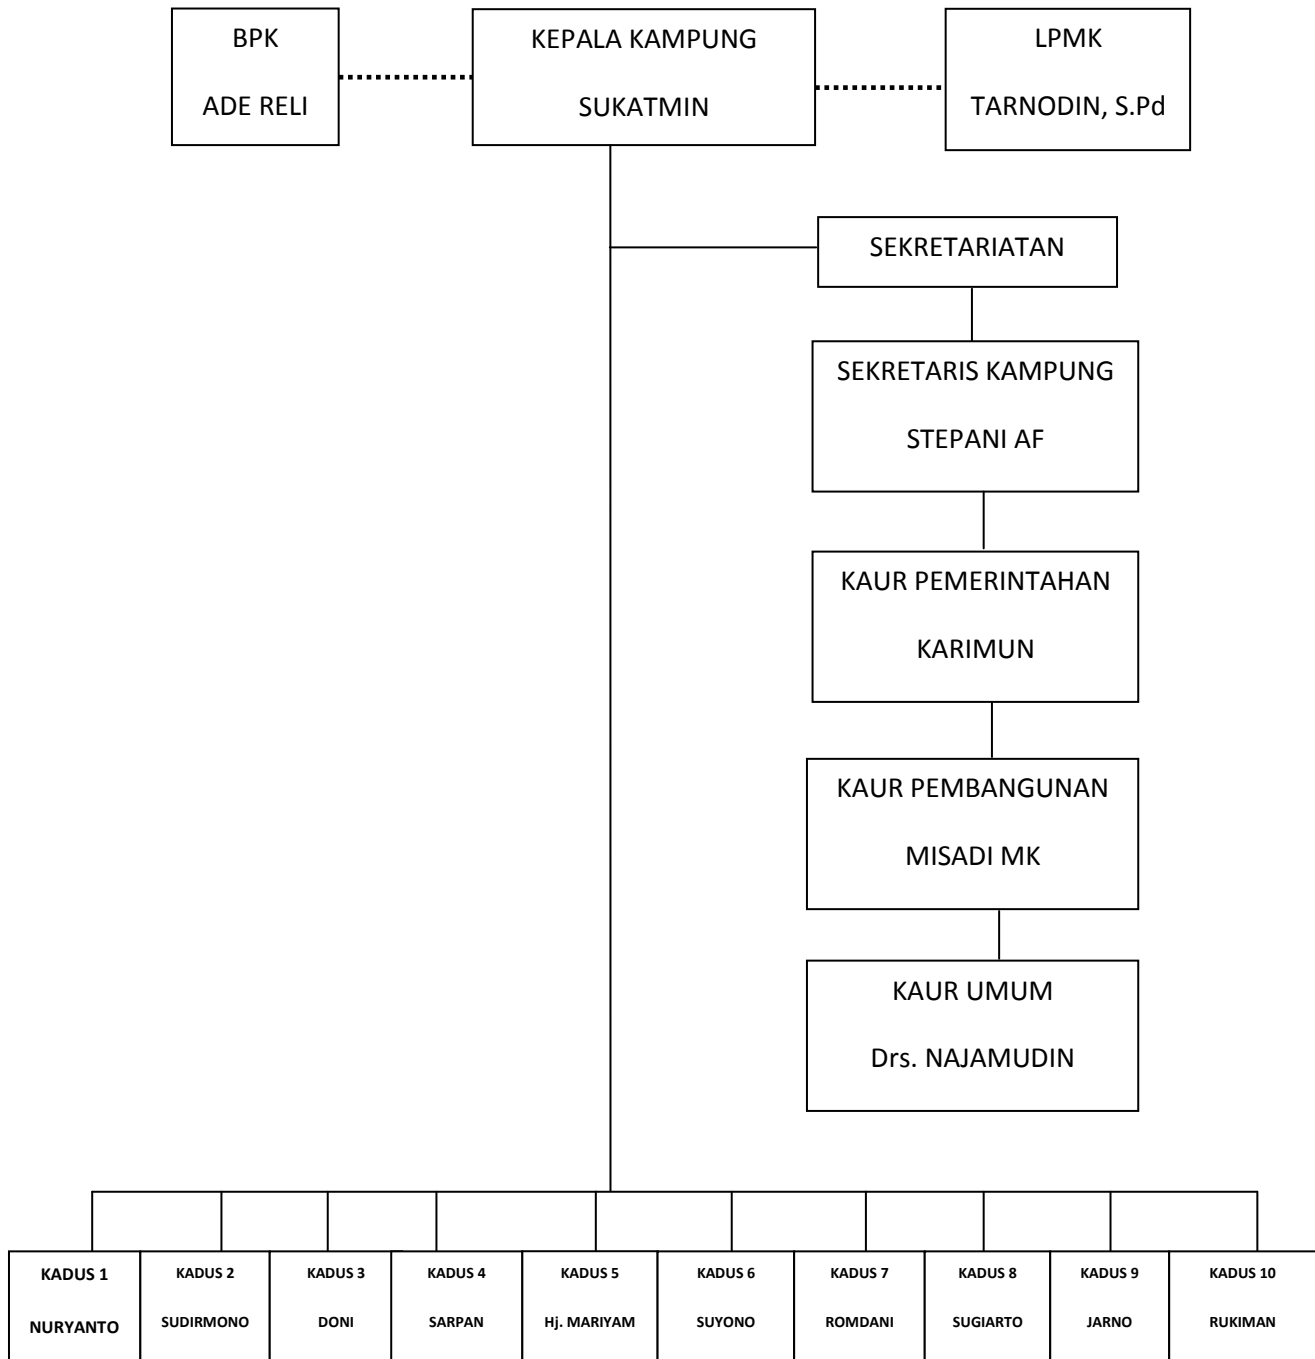 BPK
ADE RELI
KEPALA KAMPUNG
SUKATMIN
LPMK
TARNODIN, S.Pd
SEKRETARIATAN
SEKRETARIS KAMPUNG
STEPANI AF
KAUR PEMERINTAHAN
KARIMUN
KAUR PEMBANGUNAN
MISADI MK
KAUR UMUM
Drs. NAJAMUDIN
KADUS 1
NURYANTO
KADUS 2
SUDIRMONO
KADUS 3
DONI
KADUS 4
SARPAN
KADUS 5
Hj. MARIYAM
KADUS 6
SUYONO
KADUS 7
ROMDANI
KADUS 8
SUGIARTO
KADUS 9
JARNO
KADUS 10
RUKIMAN